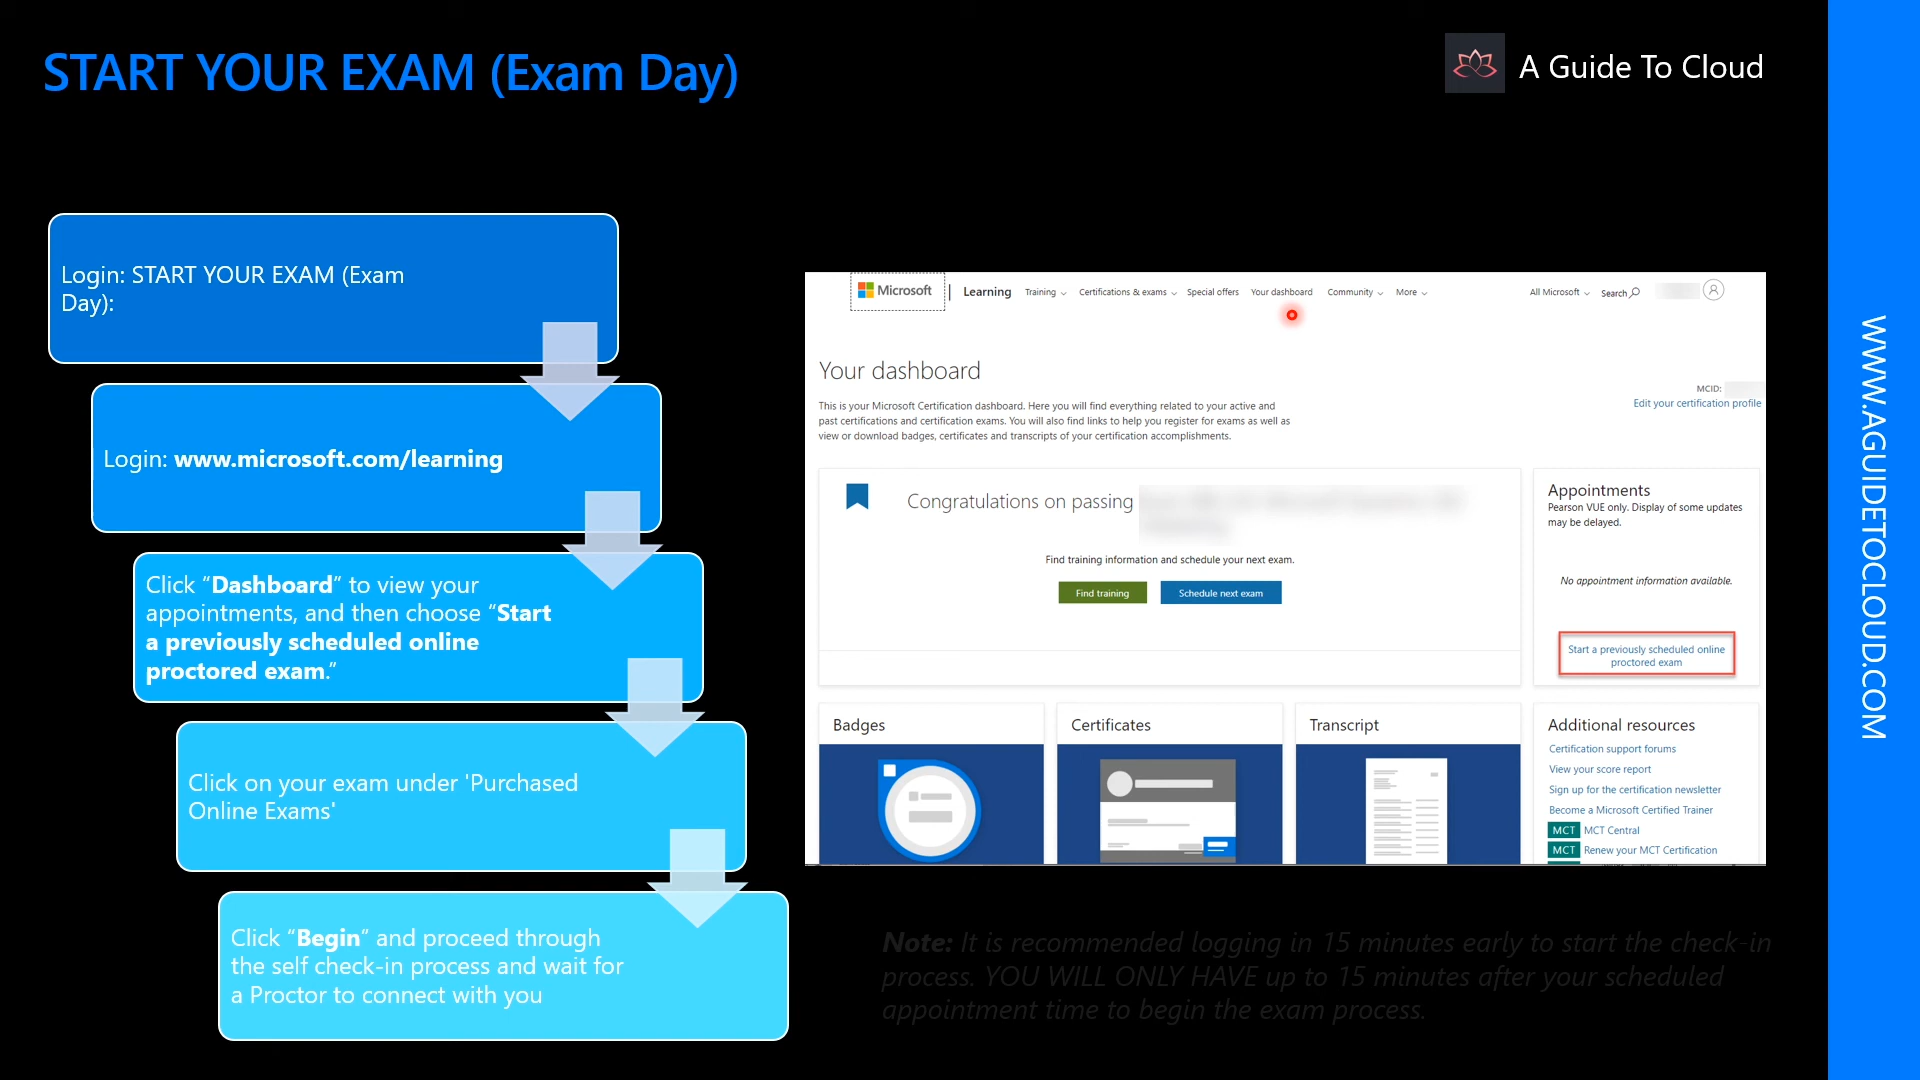 START YOUR EXAM (Exam Day)
A Guide To Cloud
Login: START YOUR EXAM (Exam
Day):
Login: www.microsoft.com/learning
Click “Dashboard” to view your
appointments, and then choose “Start
a previously scheduled online
proctored exam.”
Click on your exam under 'Purchased
Online Exams'
Click “Begin” and proceed through
the self check-in process and wait for
a Proctor to connect with you
Microsoft
Learning
Training
Certifications & exams
Special offers
Your dashboard
Community
More
All Microsoft
Search
Your dashboard
MCID:
Edit your certification profile
This is your Microsoft Certification dashboard. Here you will find everything related to your active and
past certifications and certification exams. You will also find links to help you register for exams as well as
view or download badges, certificates and transcripts of your certification accomplishments.
Congratulations on passing
Find training information and schedule your next exam.
Find training
Schedule next exam
Appointments
Pearson VUE only. Display of some updates
may be delayed.
No appointment information available.
Start a previously scheduled online
proctored exam
Badges
Certificates
Transcript
Additional resources
Certification support forums
View your score report
Sign up for the certification newsletter
Become a Microsoft Certified Trainer
MCT MCT Central
MCT Renew your MCT Certification
Note: It is recommended logging in 15 minutes early to start the check-in
process. YOU WILL ONLY HAVE up to 15 minutes after your scheduled
appointment time to begin the exam process.
WWW.AGUIDETOCLOUD.COM